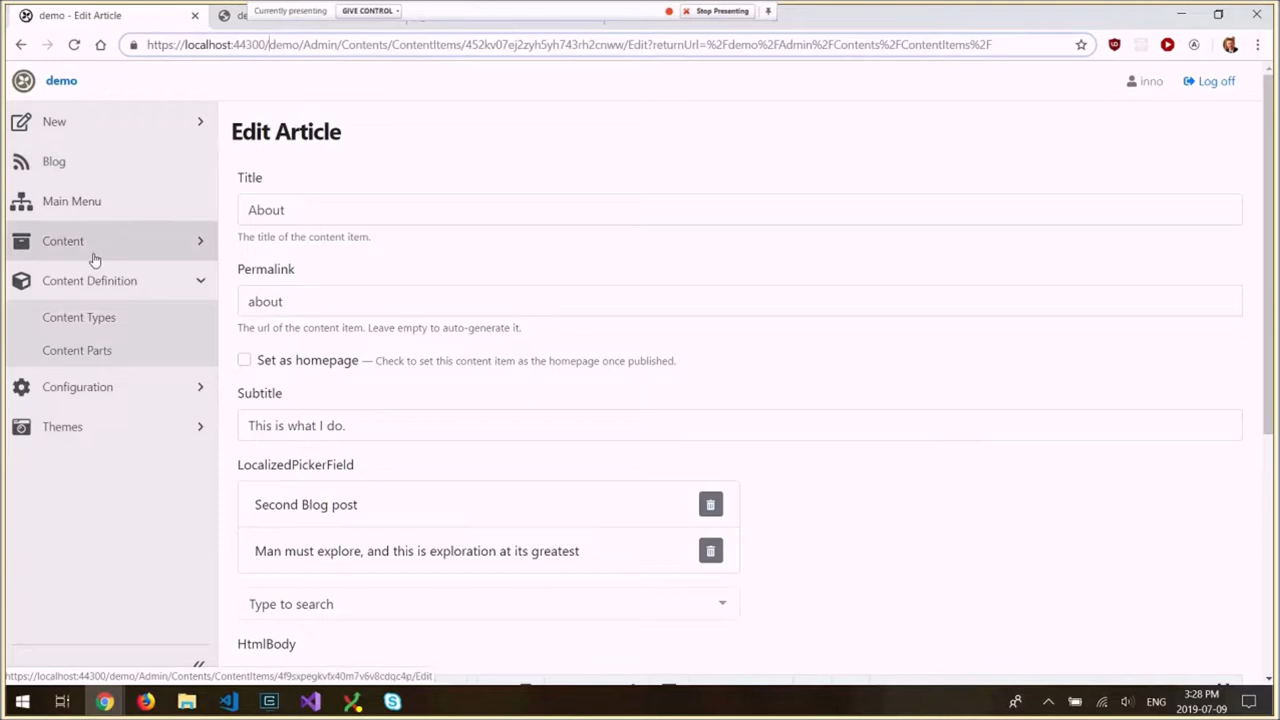 demo - Edit Article
de
Currently presenting
GIVE CONTROL
Stop Presenting
https://localhost:44300/demo/Admin/Contents/ContentItems/452kv07ej2zyh5yh743rh2cnww/Edit?returnUrl=%2Fdemo%2FAdmin%2FContents%2FContentItems%2F
demo
inno
Log off
New
Blog
Main Menu
Content
Content Definition
Content Types
Content Parts
Configuration
Themes
Edit Article
Title
About
The title of the content item.
Permalink
about
The url of the content item. Leave empty to auto-generate it.
Set as homepage — Check to set this content item as the homepage once published.
Subtitle
This is what I do.
LocalizedPickerField
Second Blog post
Man must explore, and this is exploration at its greatest
Type to search
HtmlBody
https://localhost:44300/demo/Admin/Contents/ContentItems/4f9sxpegkvfx40m7v6v8cdqc4p/Edit
ENG
3:28 PM
2019-07-09